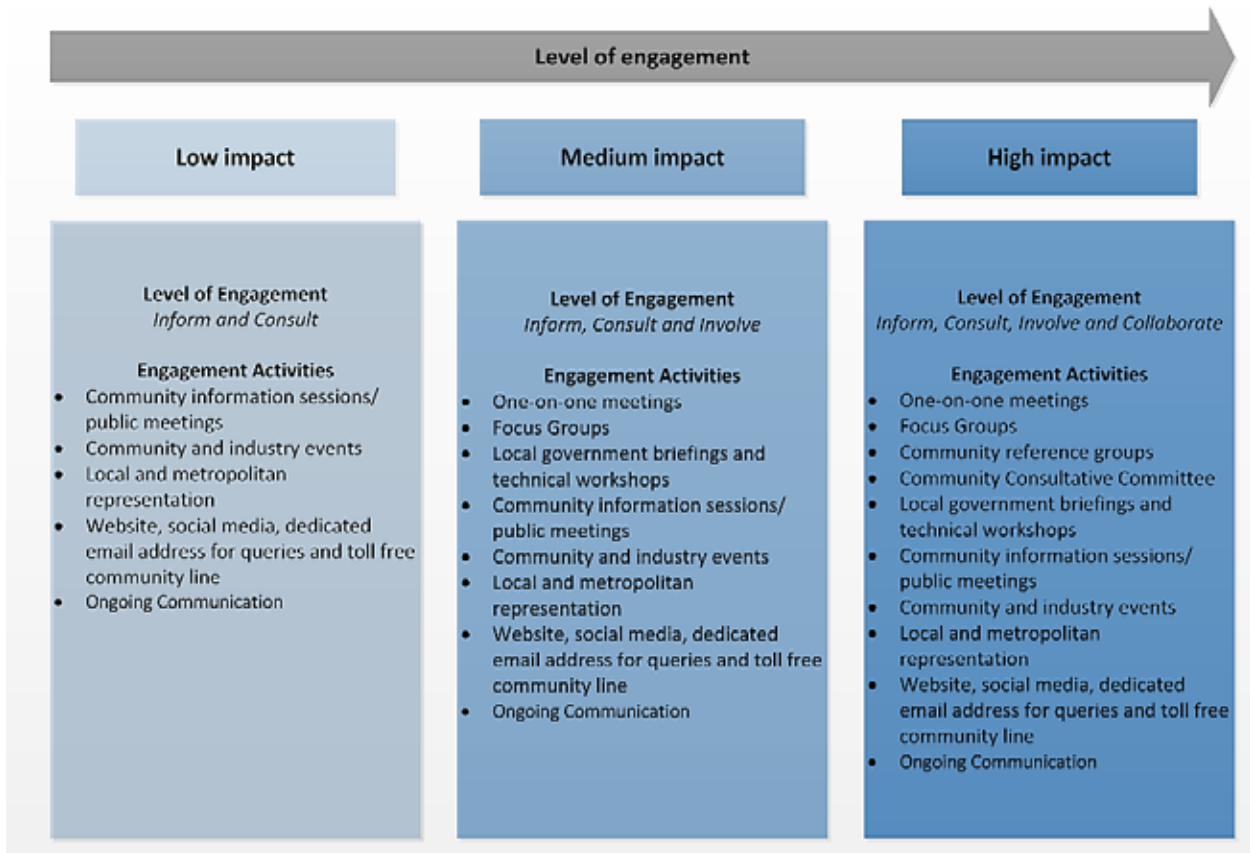 Level of engagement
Low impact
Level of Engagement
Inform and Consult
Engagement Activities
• Community information sessions/
public meetings
• Community and industry events
• Local and metropolitan
representation
• Website, social media, dedicated
email address for queries and toll free
community line
• Ongoing Communication
Medium impact
Level of Engagement
Inform, Consult and Involve
Engagement Activities
• One-on-one meetings
• Focus Groups
• Local government briefings and
technical workshops
• Community information sessions/
public meetings
• Community and industry events
• Local and metropolitan
representation
• Website, social media, dedicated
email address for queries and toll free
community line
• Ongoing Communication
High impact
Level of Engagement
Inform, Consult, Involve and Collaborate
Engagement Activities
• One-on-one meetings
• Focus Groups
• Community reference groups
• Community Consultative Committee
• Local government briefings and
technical workshops
• Community information sessions/
public meetings
• Community and industry events
• Local and metropolitan
representation
• Website, social media, dedicated
email address for queries and toll free
community line
• Ongoing Communication